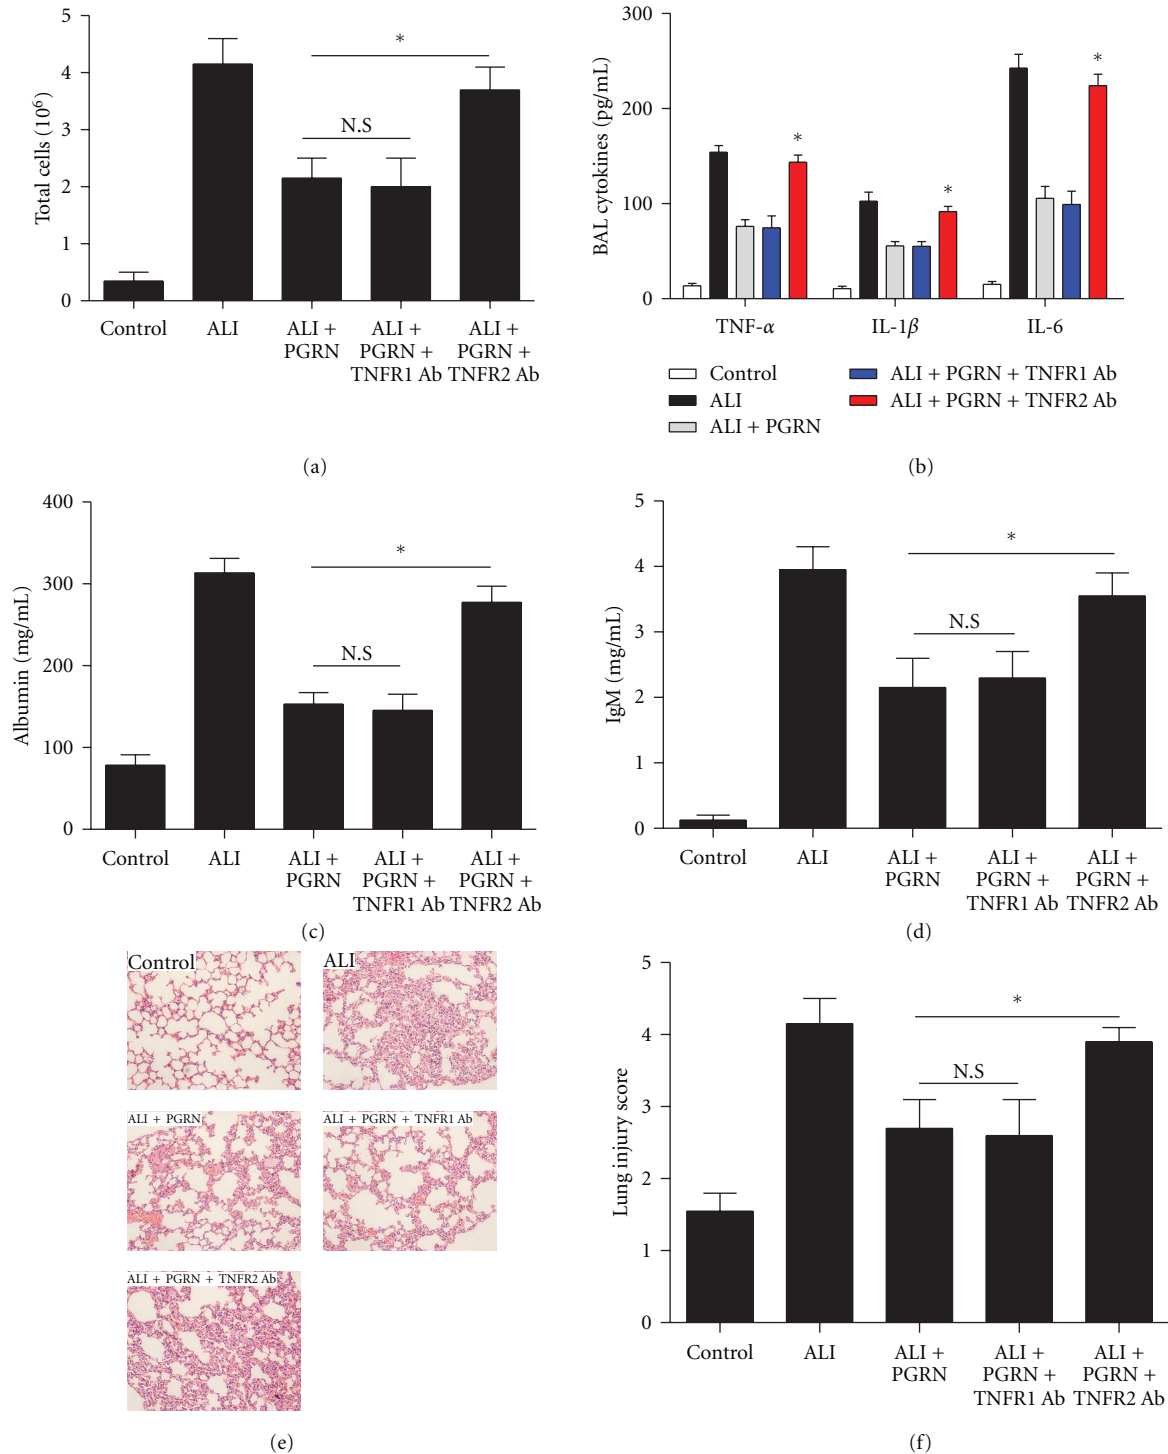 5
4
3
2
1
0
Total cells (10⁶)
*
N.S
Control
ALI
ALI +
PGRN
ALI +
PGRN +
TNFR1 Ab
ALI +
PGRN +
TNFR2 Ab
(a)
300
200
100
0
BAL cytokines (pg/mL)
*
*
*
TNF-α
IL-1β
IL-6
Control
ALI
ALI + PGRN
ALI + PGRN + TNFR1 Ab
ALI + PGRN + TNFR2 Ab
(b)
400
300
200
100
0
Albumin (mg/mL)
*
N.S
Control
ALI
ALI +
PGRN
ALI +
PGRN +
TNFR1 Ab
ALI +
PGRN +
TNFR2 Ab
(c)
5
4
3
2
1
0
IgM (mg/mL)
*
N.S
Control
ALI
ALI +
PGRN
ALI +
PGRN +
TNFR1 Ab
ALI +
PGRN +
TNFR2 Ab
(d)
Control
ALI
ALI + PGRN
ALI + PGRN + TNFR1 Ab
ALI + PGRN + TNFR2 Ab
(e)
5
4
3
2
1
0
Lung injury score
*
N.S
Control
ALI
ALI +
PGRN
ALI +
PGRN +
TNFR1 Ab
ALI +
PGRN +
TNFR2 Ab
(f)